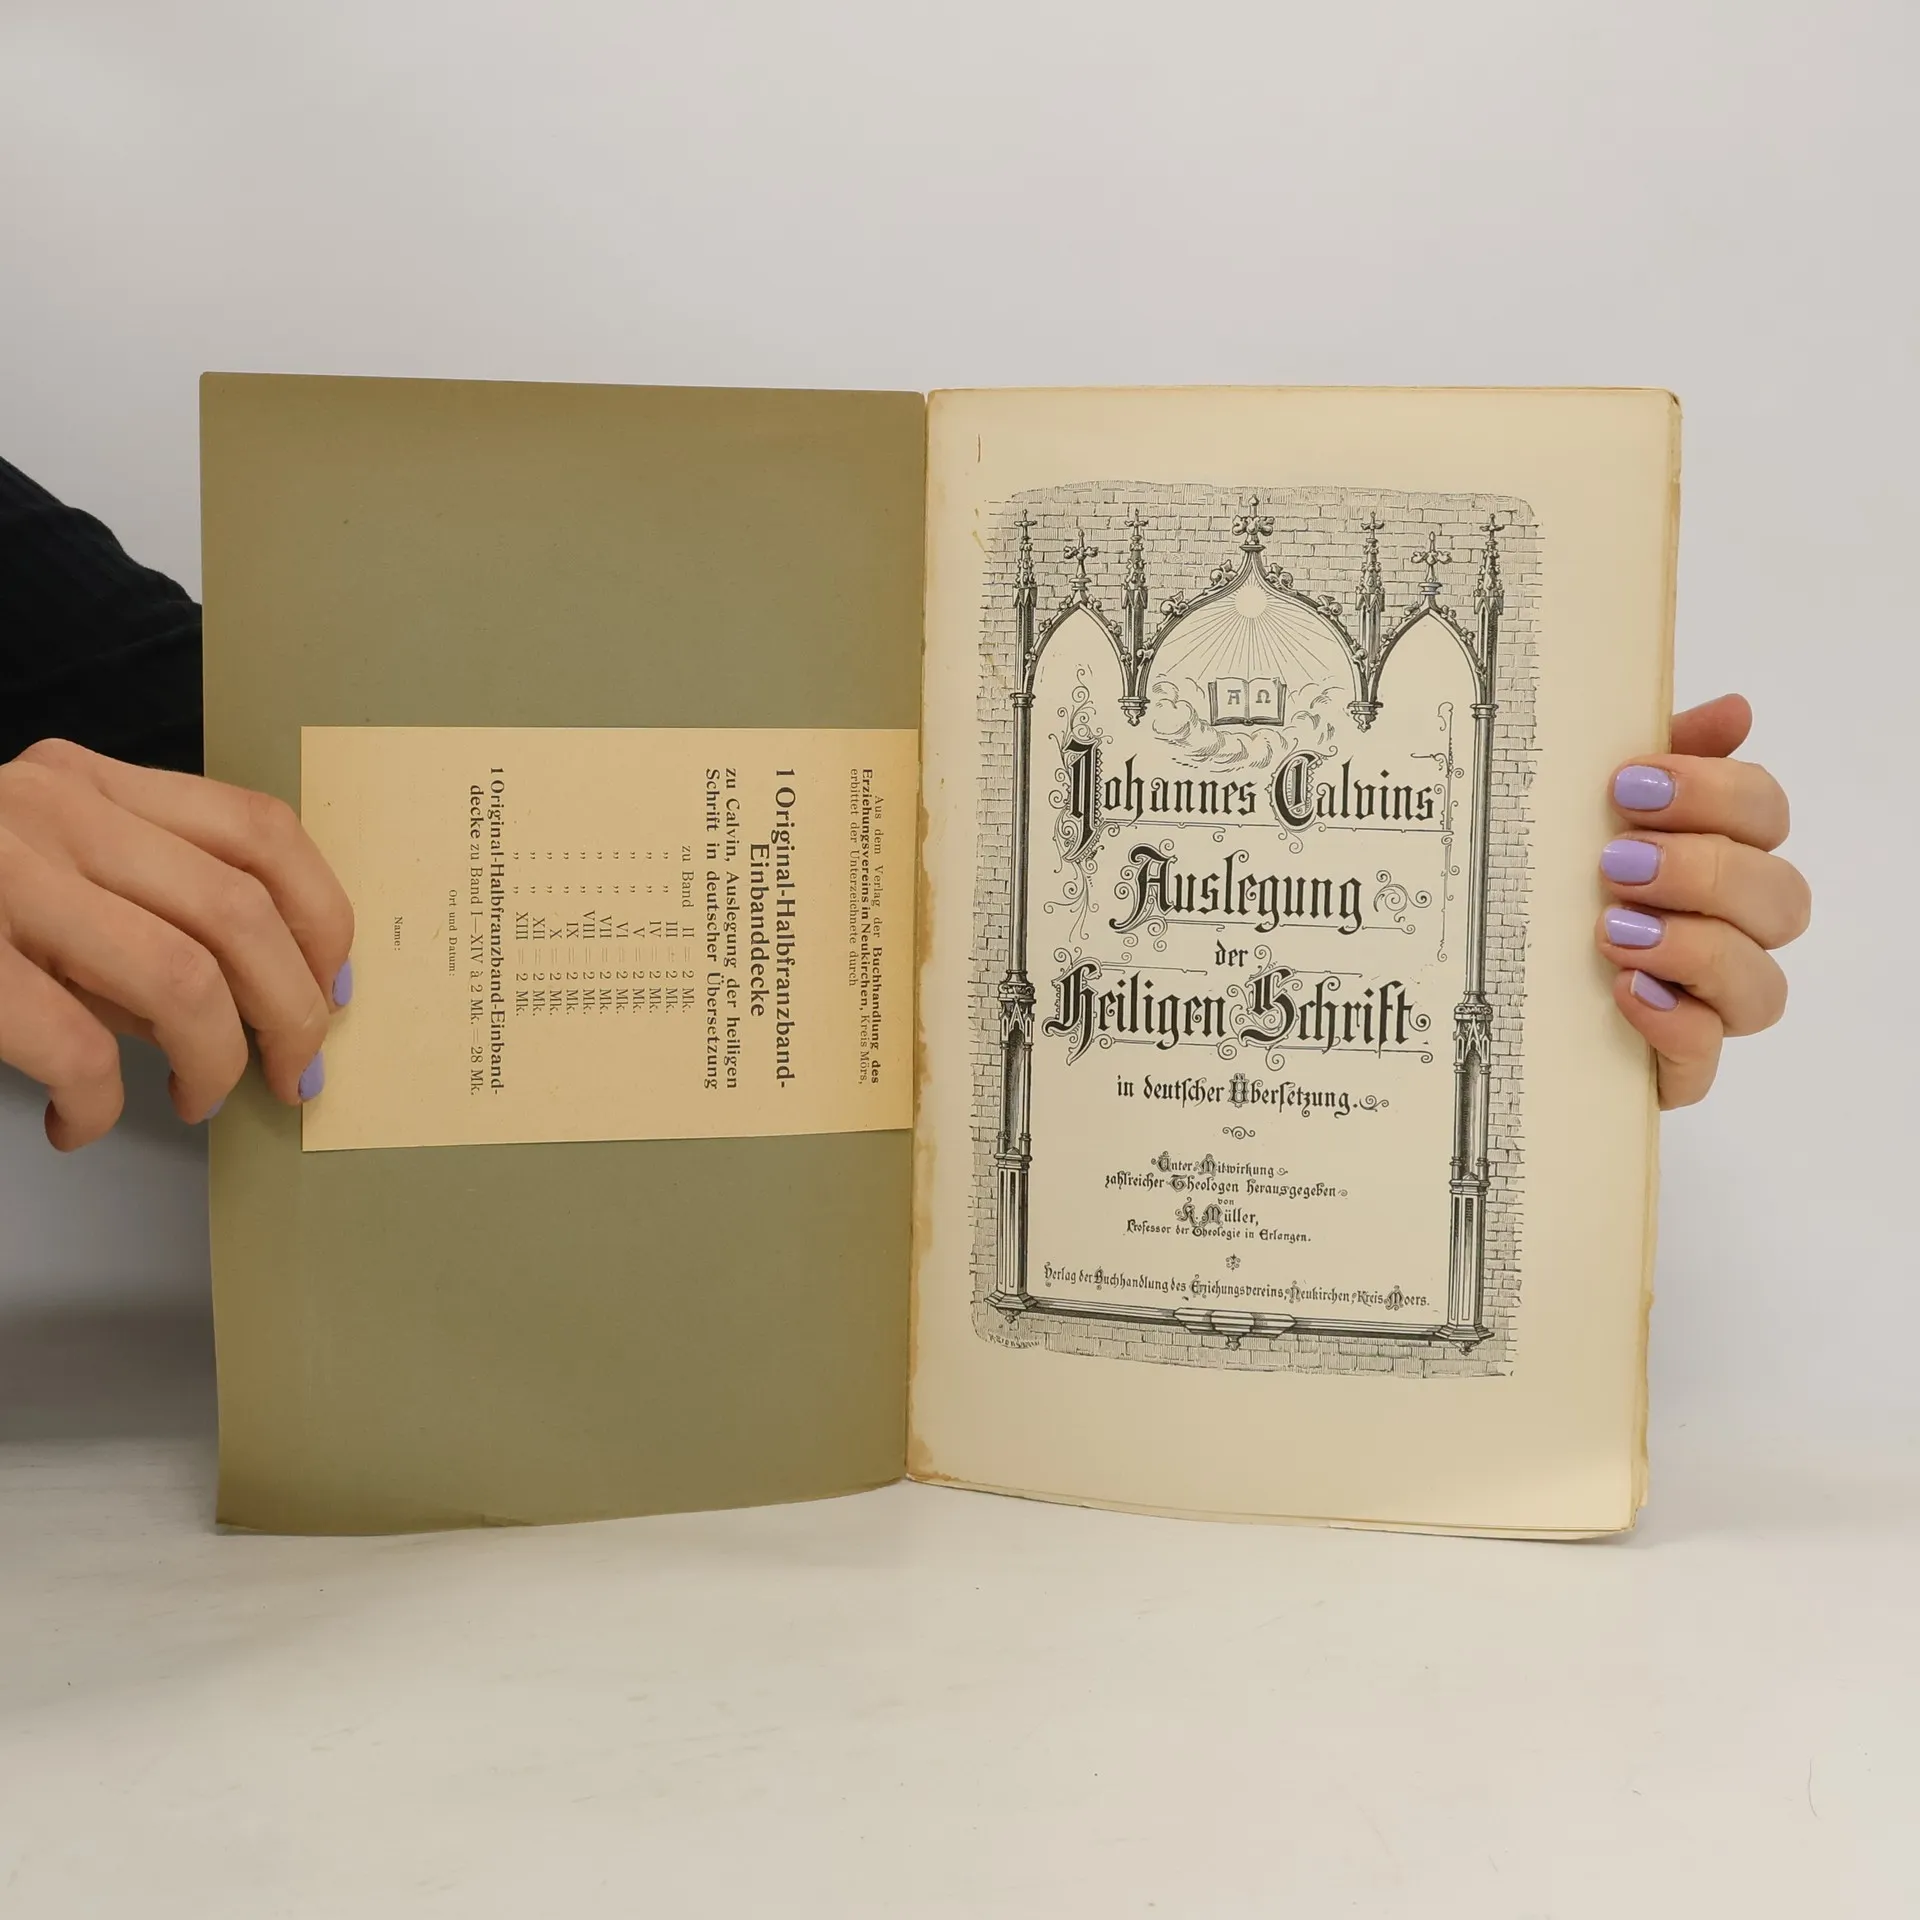 Aus dem Verlag der Buchhandlung des
Erziehungsvereins in Neukirchen, Kreis Mörs,
erbittet der Unterzeichnete durch
1 Original-Halbfranzband-
Einbanddecke
zu Calvin, Auslegung der heiligen
Schrift in deutscher Übersetzung
zu Band II = 2 Mk.
„ „ III = 2 Mk.
„ „ IV = 2 Mk.
„ „ V = 2 Mk.
„ „ VI = 2 Mk.
„ „ VII = 2 Mk.
„ „ VIII = 2 Mk.
„ „ IX = 2 Mk.
„ „ X = 2 Mk.
„ „ XII = 2 Mk.
„ „ XIII = 2 Mk.
1 Original-Halbfranzband-Einband-
decke zu Band I—XIV à 2 Mk. = 28 Mk.
Ort und Datum:
Name:
A Ω
Johannes Calvins
Auslegung
der
Heiligen Schrift
in deutscher Übersetzung.
Unter Mitwirkung
zahlreicher Theologen herausgegeben
von
K. Müller,
Professor der Theologie in Erlangen.
Verlag der Buchhandlung des Erziehungsvereins, Neukirchen, Kreis Moers.